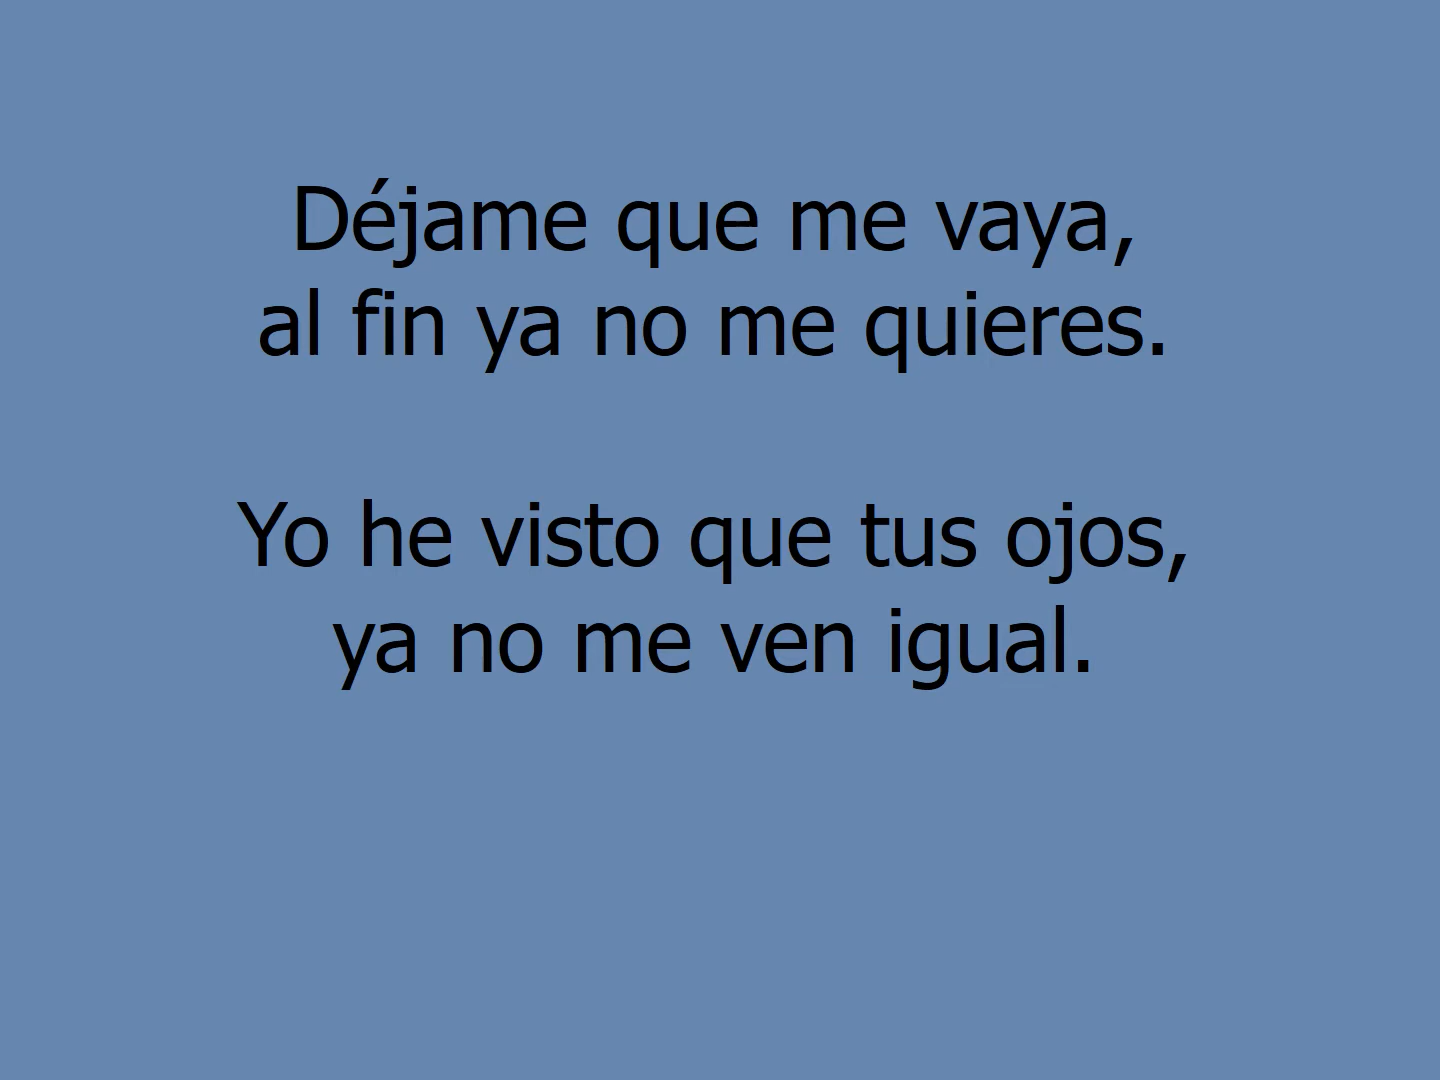 Déjame que me vaya,
al fin ya no me quieres.
Yo he visto que tus ojos,
ya no me ven igual.